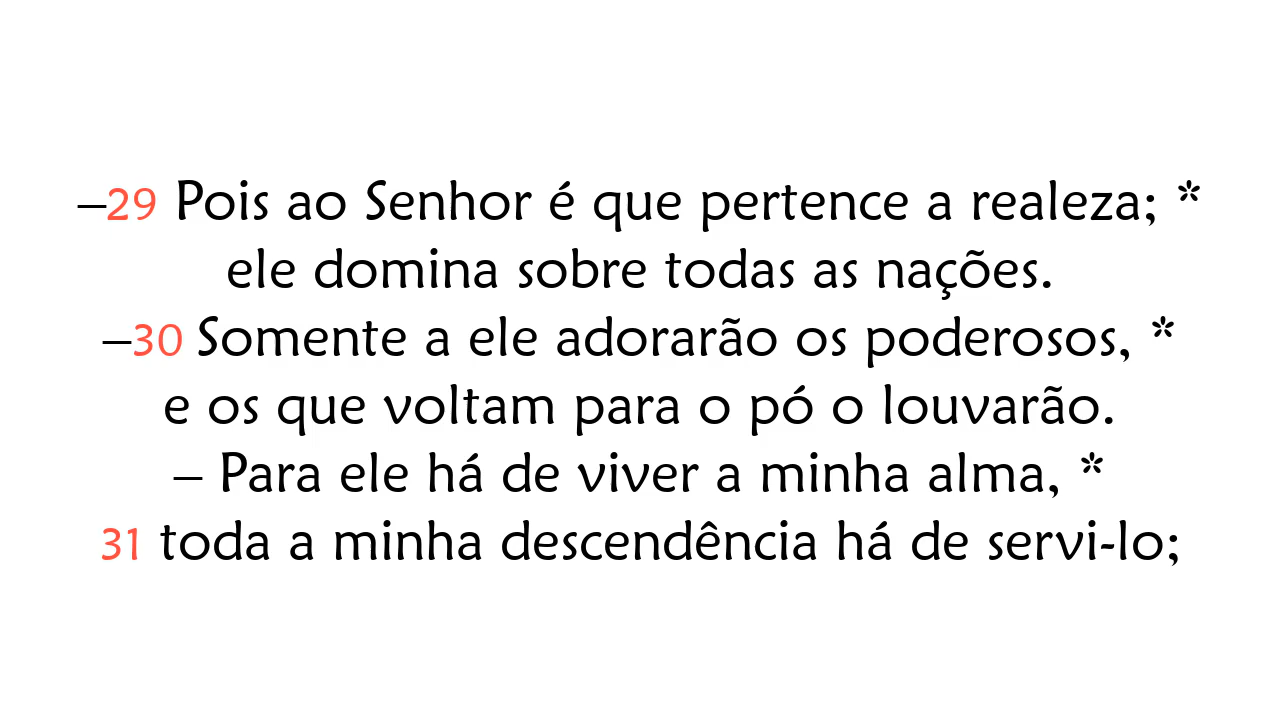 –29 Pois ao Senhor é que pertence a realeza; *
ele domina sobre todas as nações.
–30 Somente a ele adorarão os poderosos, *
e os que voltam para o pó o louvarão.
– Para ele há de viver a minha alma, *
31 toda a minha descendência há de servi-lo;